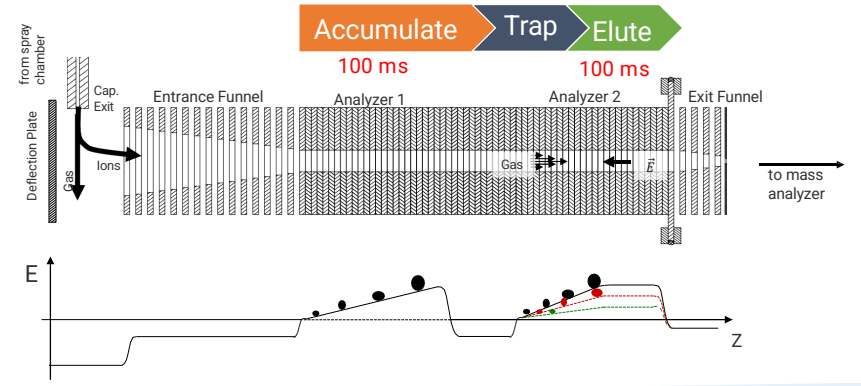 Accumulate
Trap
Elute
100 ms
100 ms
from spray
chamber
Cap.
Exit
Entrance Funnel
Analyzer 1
Analyzer 2
Exit Funnel
Deflection Plate
Gas
Ions
Gas
E
to mass
analyzer
E
Z